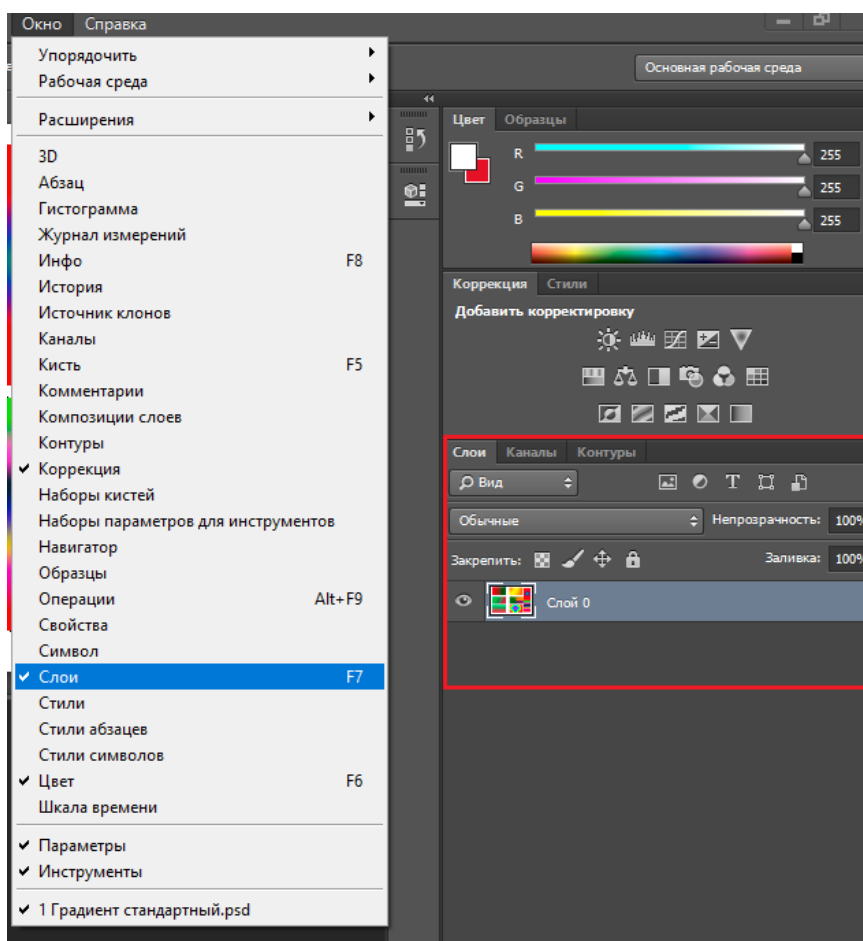 Окно Справка
Упорядочить
Рабочая среда
Расширения
3D
Абзац
Гистограмма
Журнал измерений
Инфо F8
История
Источник клонов
Каналы
Кисть F5
Комментарии
Композиции слоев
Контуры
Коррекция
Наборы кистей
Наборы параметров для инструментов
Навигатор
Образцы
Операции Alt+F9
Свойства
Символ
Слои F7
Стили
Стили абзацев
Стили символов
Цвет F6
Шкала времени
Параметры
Инструменты
1 Градиент стандартный.psd
Основная рабочая среда
Цвет Образцы
R 255
G 255
B 255
Коррекция Стили
Добавить корректировку
Слои Каналы Контуры
Вид
Обычные Непрозрачность: 100%
Закрепить: Заливка: 100%
Слой 0